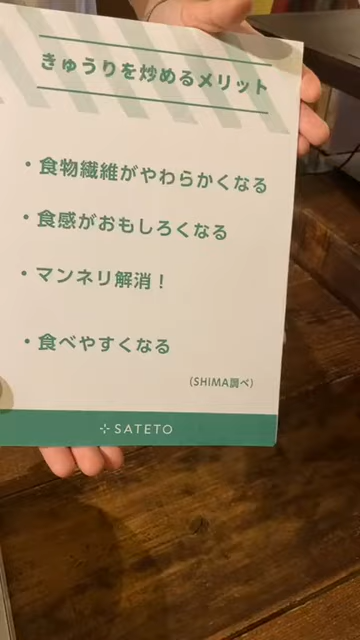 きゅうりを炒めるメリット
・食物繊維がやわらかくなる
・食感がおもしろくなる
・マンネリ解消！
・食べやすくなる
（SHIMA調べ）
SATETO